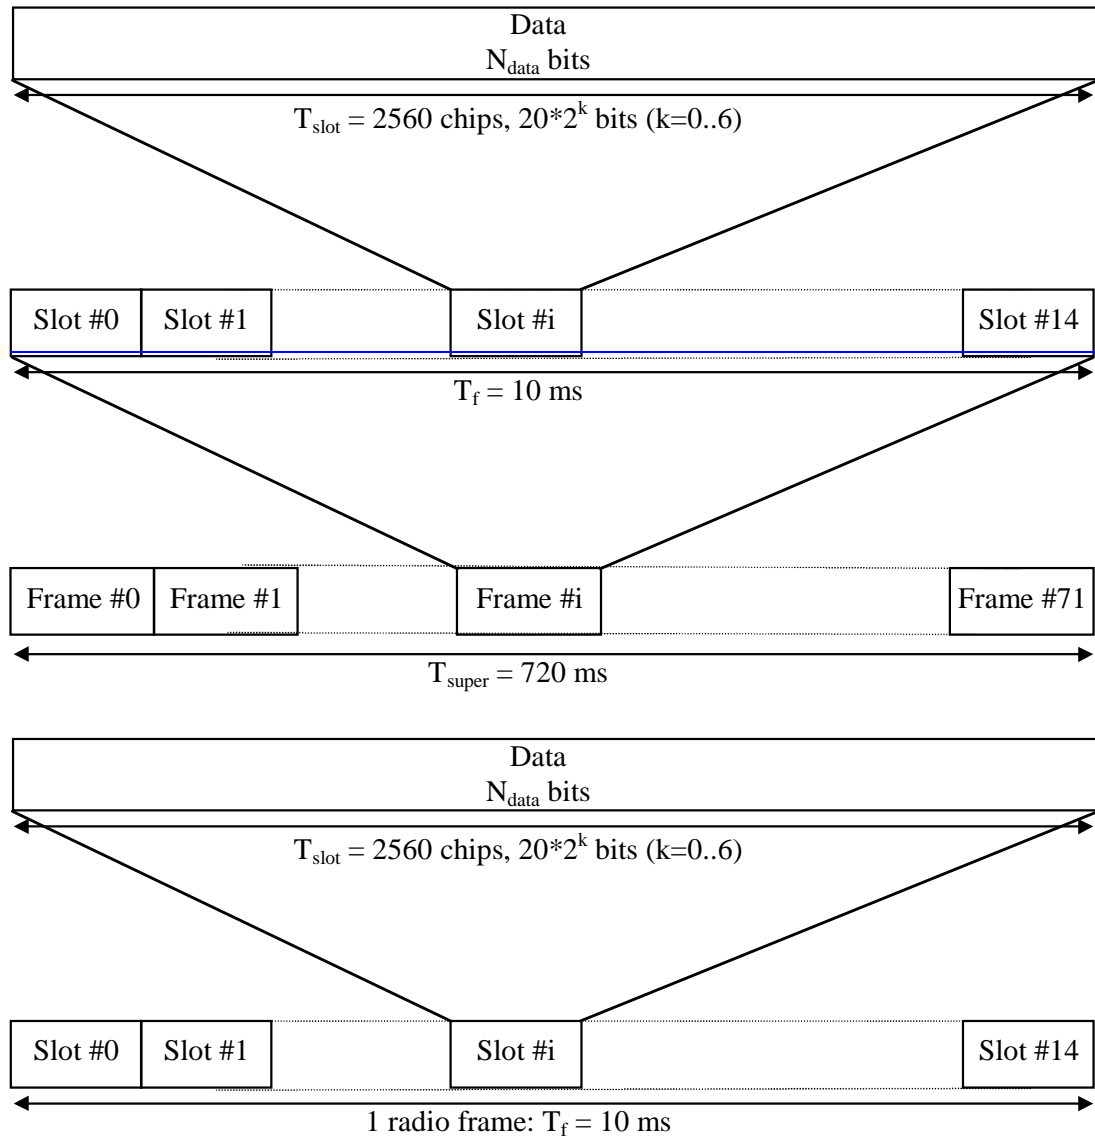 Data
N_data bits
T_slot = 2560 chips, 20*2^k bits (k=0..6)
Slot #0 Slot #1 Slot #i Slot #14
T_f = 10 ms
Frame #0 Frame #1 Frame #i Frame #71
T_super = 720 ms
Data
N_data bits
T_slot = 2560 chips, 20*2^k bits (k=0..6)
Slot #0 Slot #1 Slot #i Slot #14
1 radio frame: T_f = 10 ms